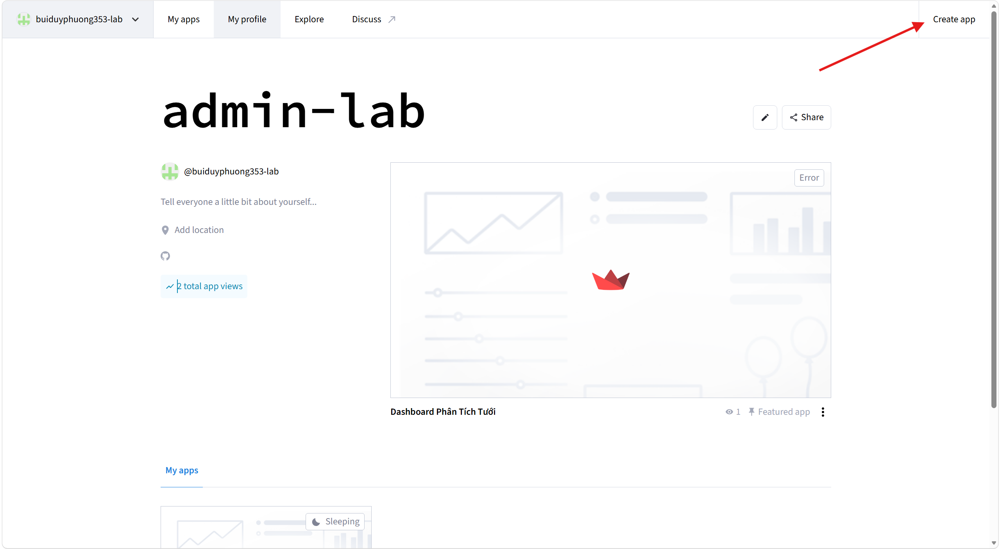 buiduyphuong353-lab
My apps
My profile
Explore
Discuss
Create app
admin-lab
Share
@buiduyphuong353-lab
Error
Tell everyone a little bit about yourself...
Add location
2 total app views
Dashboard Phân Tích Tưới
1
Featured app
My apps
Sleeping